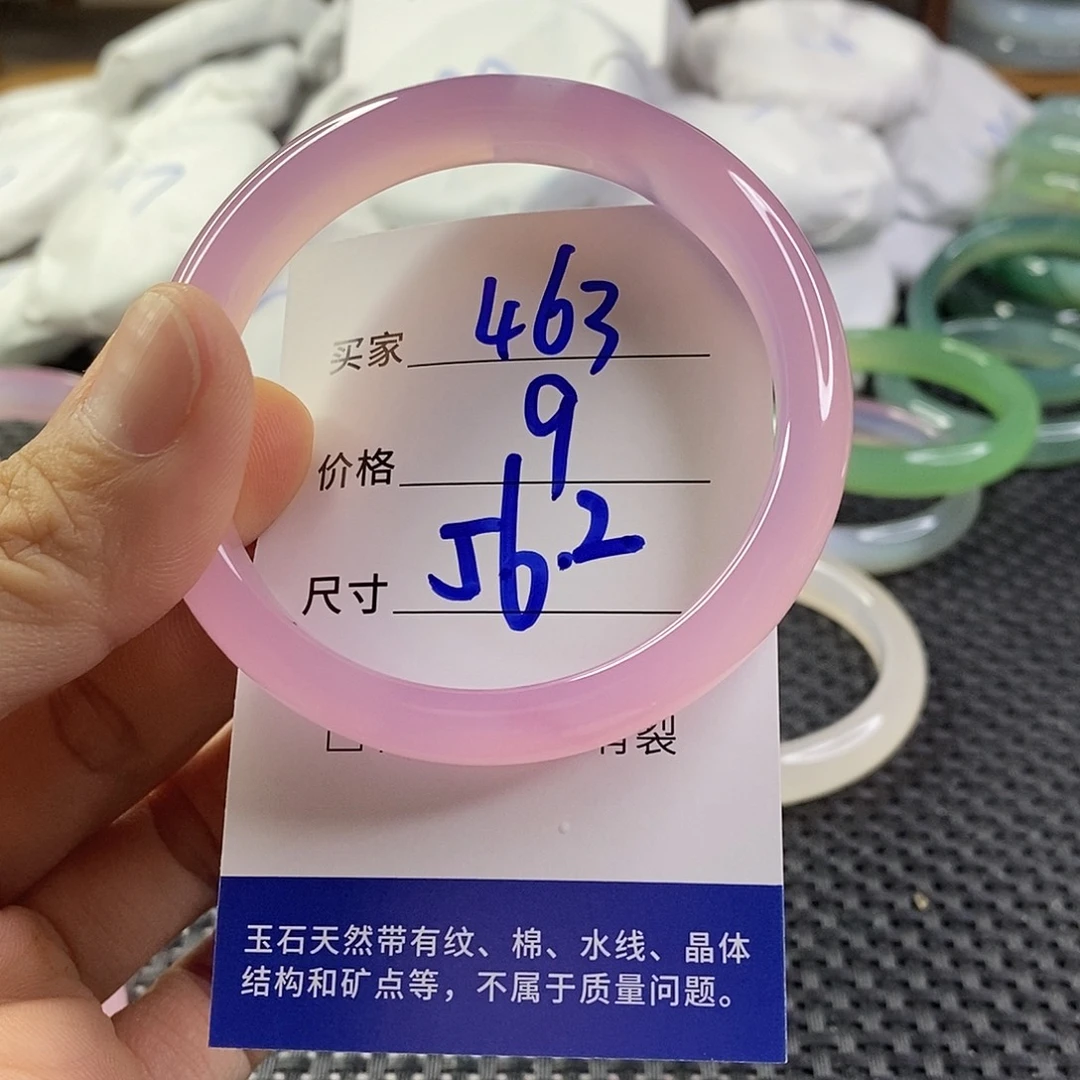 买家 463
价格 9
尺寸 56.2
裂
玉石天然带有纹、棉、水线、晶体
结构和矿点等，不属于质量问题。